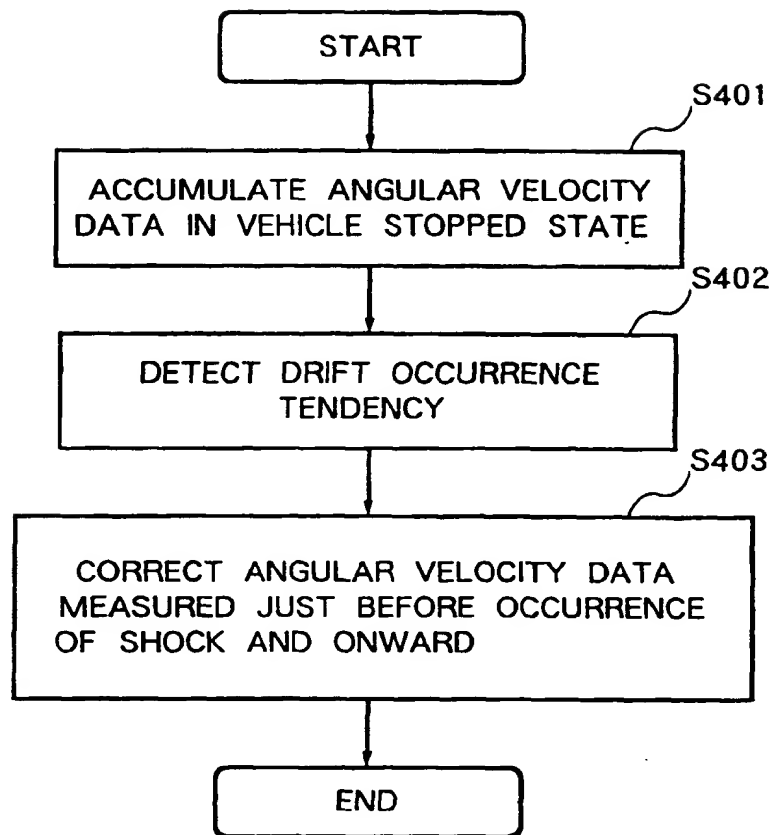 START
S401
ACCUMULATE ANGULAR VELOCITY
DATA IN VEHICLE STOPPED STATE
S402
DETECT DRIFT OCCURRENCE
TENDENCY
S403
CORRECT ANGULAR VELOCITY DATA
MEASURED JUST BEFORE OCCURRENCE
OF SHOCK AND ONWARD
END